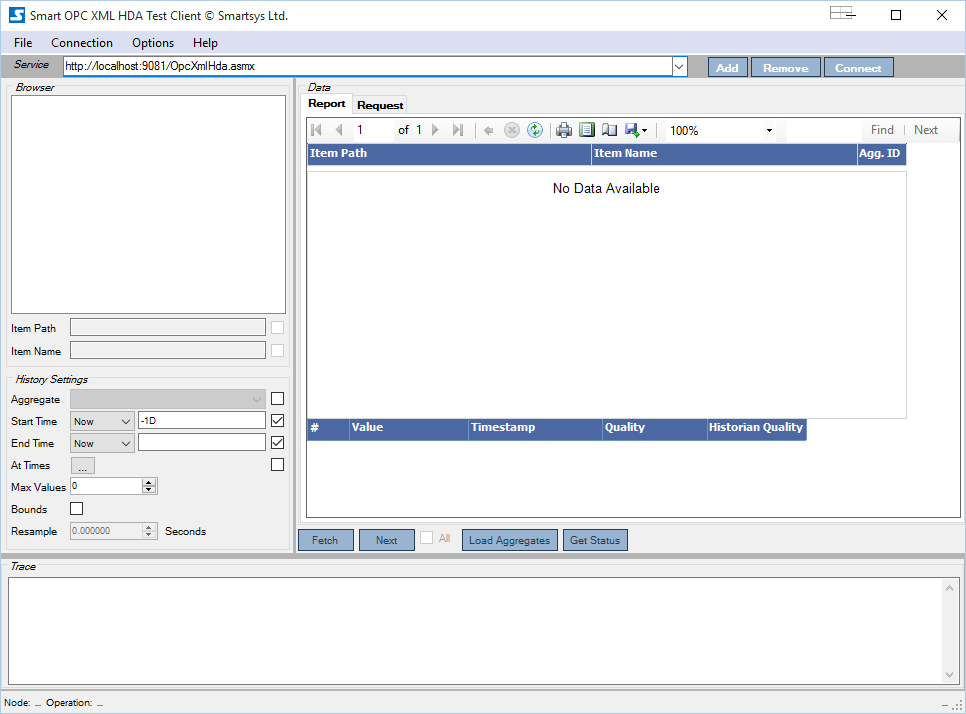 Smart OPC XML HDA Test Client © Smartsys Ltd.
File Connection Options Help
Service http://localhost:9081/OpcXmlHda.asmx Add Remove Connect
Browser
Item Path
Item Name
History Settings
Aggregate
Start Time Now -1D
End Time Now
At Times ...
Max Values 0
Bounds
Resample 0.000000 Seconds
Data
Report Request
1 of 1 100% Find Next
Item Path Item Name Agg. ID
No Data Available
# Value Timestamp Quality Historian Quality
Fetch Next All Load Aggregates Get Status
Trace
Node: ... Operation: ...